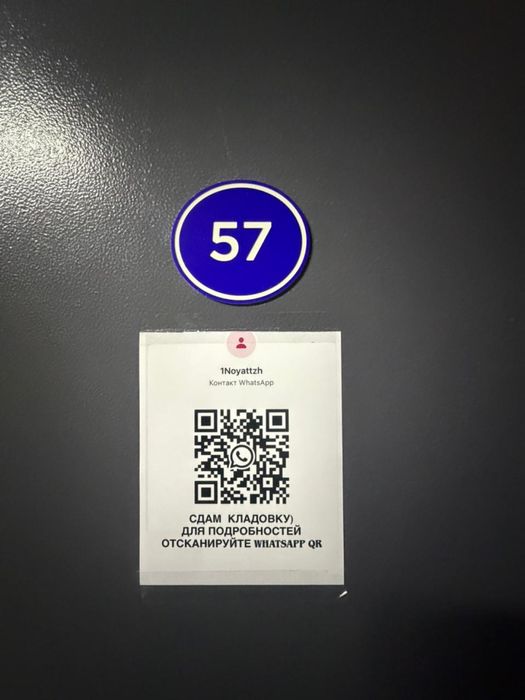 57
1Noyattzh
Контакт WhatsApp
СДАМ КЛАДОВКУ)
ДЛЯ ПОДРОБНОСТЕЙ
ОТСКАНИРУЙТЕ WHATSAPP QR